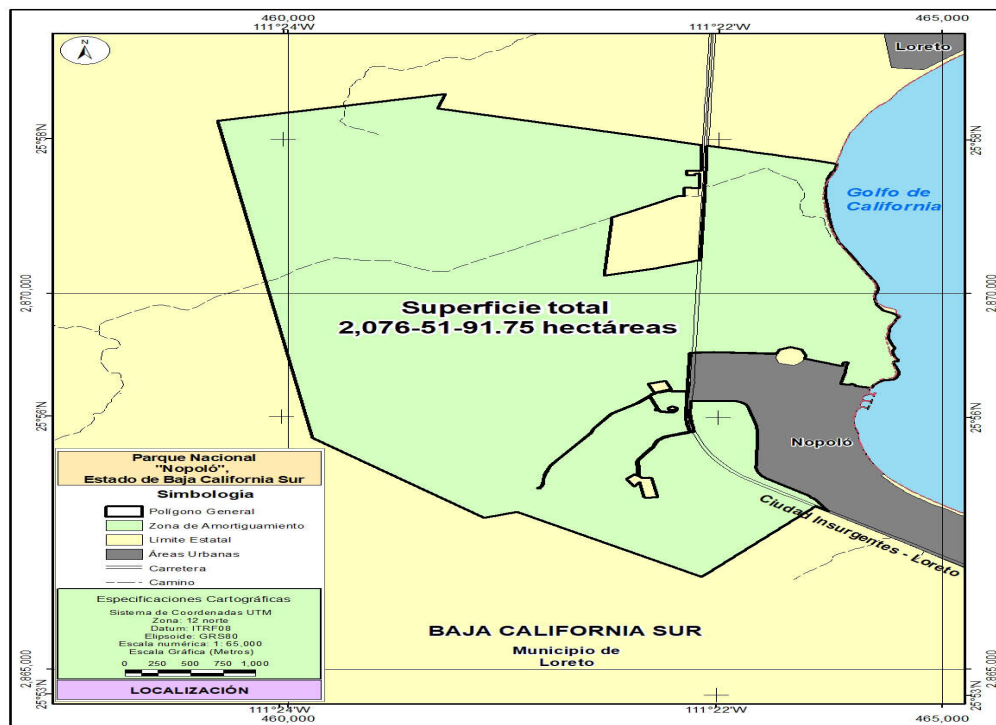 460,000
111°24'W
111°22'W
465,000
N
Loreto
25°58'N
25°58'N
Golfo de
California
2,870,000
2,870,000
Superficie total
2,076-51-91.75 hectáreas
25°56'N
25°56'N
Nopoló
Ciudad Insurgentes - Loreto
Parque Nacional
"Nopoló",
Estado de Baja California Sur
Simbología
Polígono General
Zona de Amortiguamiento
Límite Estatal
Áreas Urbanas
Carretera
Camino
Especificaciones Cartográficas
Sistema de Coordenadas UTM
Zona: 12 norte
Datum: ITRF08
Elipsoide: GRS80
Escala numérica: 1:65,000
Escala Gráfica (Metros)
0 250 500 750 1,000
LOCALIZACIÓN
BAJA CALIFORNIA SUR
Municipio de
Loreto
2,865,000
2,865,000
25°53'N
25°53'N
111°24'W
460,000
111°22'W
465,000